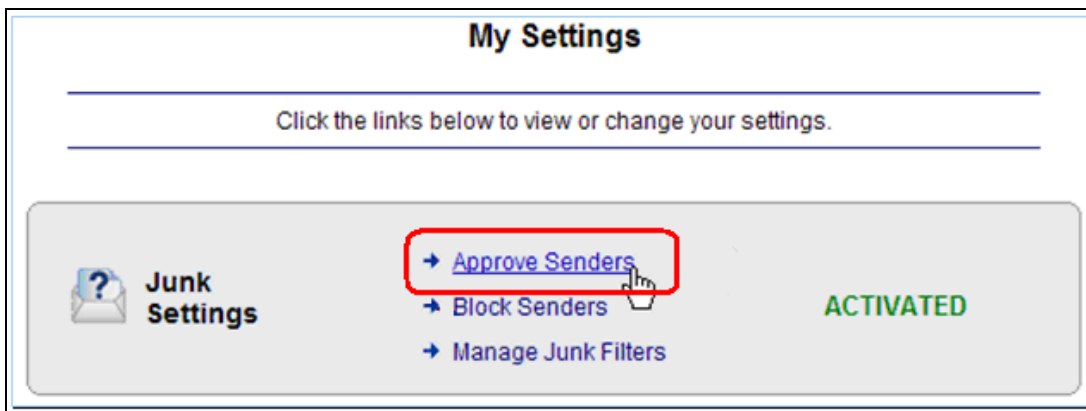 My Settings
Click the links below to view or change your settings.
Junk
Settings
Approve Senders
Block Senders
Manage Junk Filters
ACTIVATED